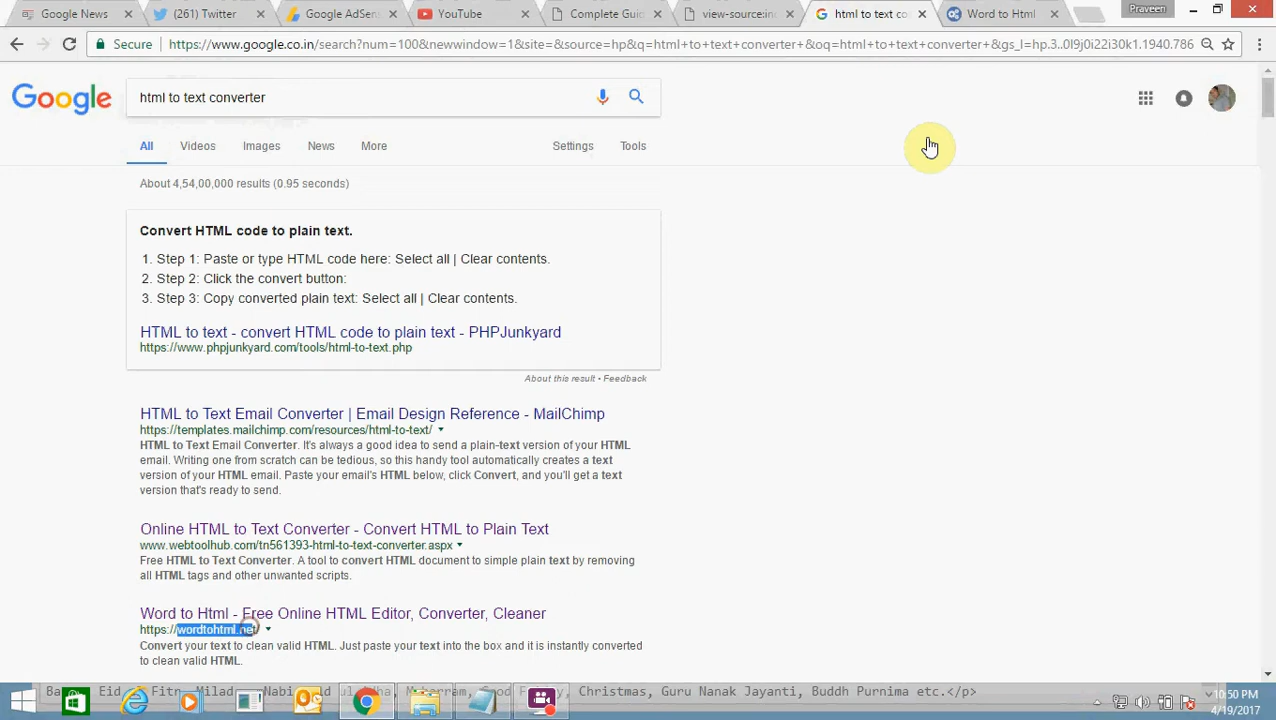 Google News
(261) Twitter
Google AdSen
YouTube
Complete Guid
view-source:inc
html to text co
Word to Html
Praveen
Secure
https://www.google.co.in/search?num=100&newwindow=1&site=&source=hp&q=html+to+text+converter+&oq=html+to+text+converter+&gs_l=hp.3..0l9j0i22i30k1.1940.786
Google
html to text converter
All
Videos
Images
News
More
Settings
Tools
About 4,54,00,000 results (0.95 seconds)
Convert HTML code to plain text.
1. Step 1: Paste or type HTML code here: Select all | Clear contents.
2. Step 2: Click the convert button:
3. Step 3: Copy converted plain text: Select all | Clear contents.
HTML to text - convert HTML code to plain text - PHPJunkyard
https://www.phpjunkyard.com/tools/html-to-text.php
About this result • Feedback
HTML to Text Email Converter | Email Design Reference - MailChimp
https://templates.mailchimp.com/resources/html-to-text/
HTML to Text Email Converter. It's always a good idea to send a plain-text version of your HTML
email. Writing one from scratch can be tedious, so this handy tool automatically creates a text
version of your HTML email. Paste your email's HTML below, click Convert, and you'll get a text
version that's ready to send.
Online HTML to Text Converter - Convert HTML to Plain Text
www.webtoolhub.com/tn561393-html-to-text-converter.aspx
Free HTML to Text Converter. A tool to convert HTML document to simple plain text by removing
all HTML tags and other unwanted scripts.
Word to Html - Free Online HTML Editor, Converter, Cleaner
https://wordtohtml.net/
Convert your text to clean valid HTML. Just paste your text into the box and it is instantly converted
to clean valid HTML.
Christmas, Guru Nanak Jayanti, Buddh Purnima etc.</p>
10:50 PM
4/19/2017